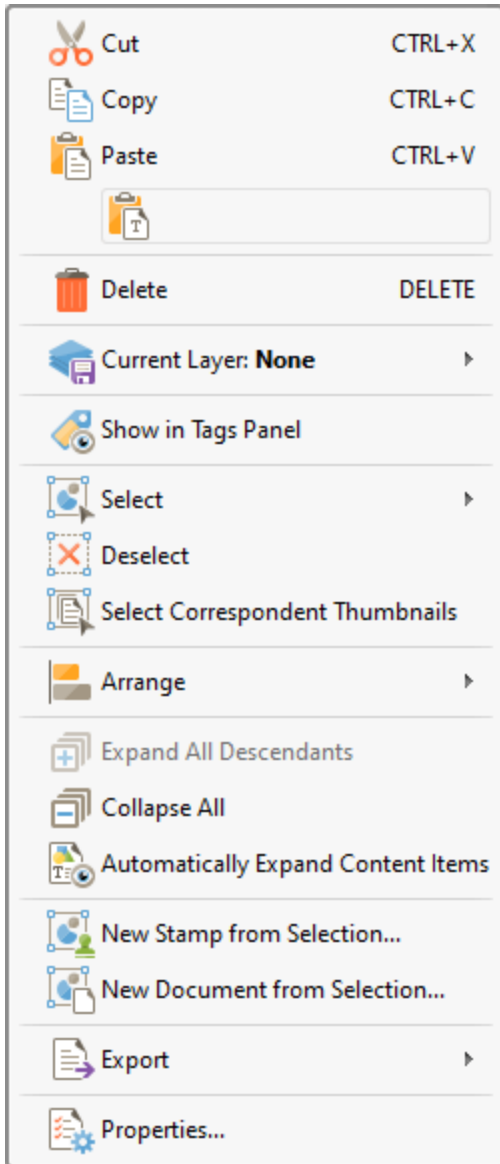 Cut CTRL+X
Copy CTRL+C
Paste CTRL+V
T
Delete DELETE
Current Layer: None
Show in Tags Panel
Select
Deselect
Select Correspondent Thumbnails
Arrange
Expand All Descendants
Collapse All
Automatically Expand Content Items
New Stamp from Selection...
New Document from Selection...
Export
Properties...